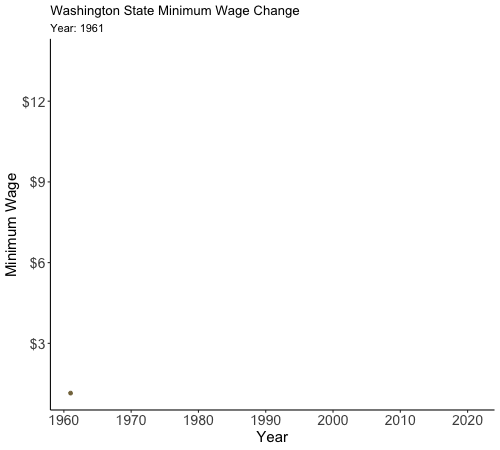 Washington State Minimum Wage Change
Year: 1961
$12
$9
$6
$3
Minimum Wage
1960 1970 1980 1990 2000 2010 2020
Year